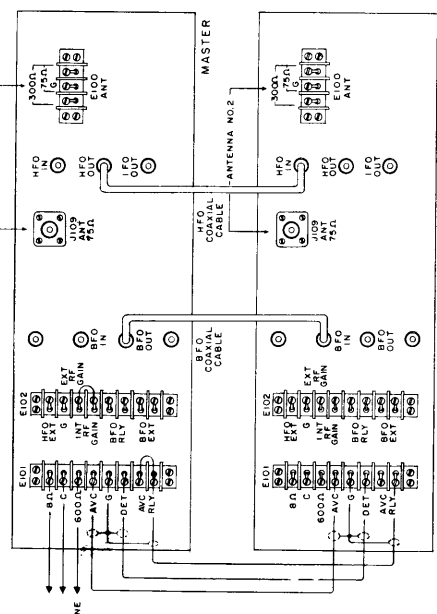 MASTER
300Ω
75Ω
G
E100
ANT
HFO
IN
HFO
OUT
IFO
OUT
J109
ANT
75Ω
BFO
IN
BFO
OUT
E102
HFO
EXT
G
EXT
RF
GAIN
INT
RF
GAIN
BFO
RLY
BFO
EXT
E101
8Ω
C
600Ω
AVC
G
DET
AVC
RLY
NE
ANTENNA NO.2
HFO
COAXIAL
CABLE
BFO
COAXIAL
CABLE
300Ω
75Ω
G
E100
ANT
HFO
IN
HFO
OUT
IFO
OUT
J109
ANT
75Ω
BFO
IN
BFO
OUT
E102
HFO
EXT
G
EXT
RF
GAIN
INT
RF
GAIN
BFO
RLY
BFO
EXT
E101
8Ω
C
600Ω
AVC
G
DET
AVC
RLY